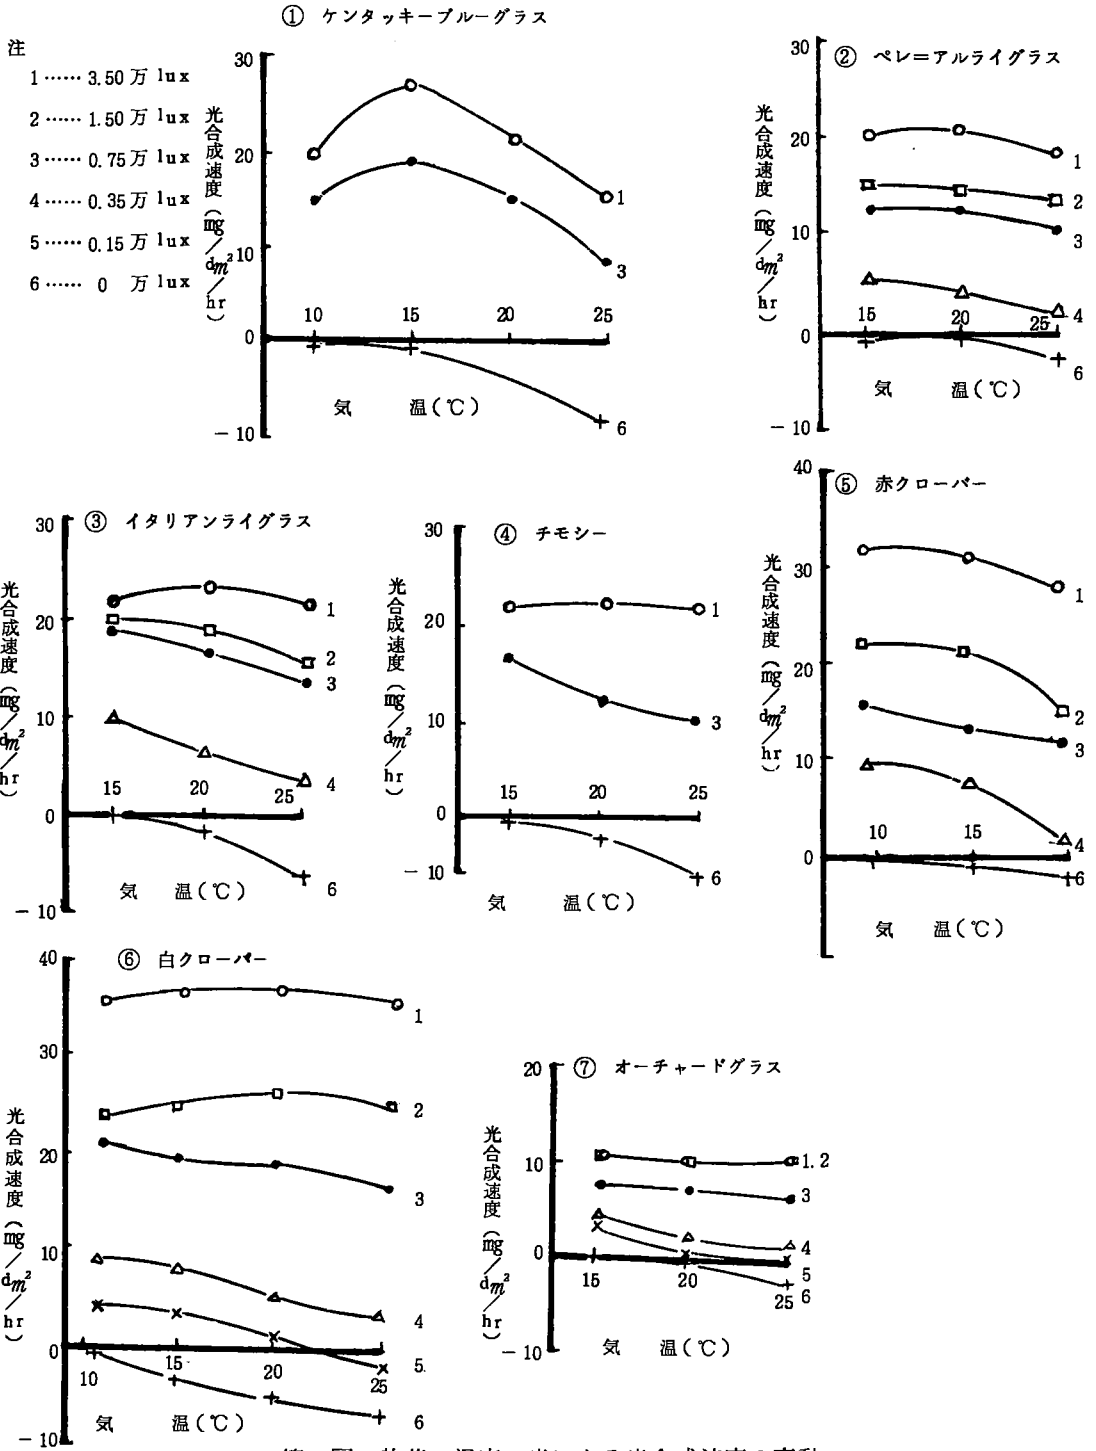 注
1 …… 3.50 万 lux
2 …… 1.50 万 lux
3 …… 0.75 万 lux
4 …… 0.35 万 lux
5 …… 0.15 万 lux
6 …… 0 万 lux
① ケンタッキーブルーグラス
光合成速度(mg/dm²/hr)
30
20
10
0
－10
10 15 20 25
気 温(℃)
1
3
6
② ペレ＝アルライグラス
光合成速度(mg/dm²/hr)
30
20
10
0
－10
15 20 25
気 温(℃)
1
2
3
4
6
③ イタリアンライグラス
光合成速度(mg/dm²/hr)
30
20
10
0
－10
15 20 25
気 温(℃)
1
2
3
4
6
④ チモシー
光合成速度(mg/dm²/hr)
30
20
10
0
－10
15 20 25
気 温(℃)
1
3
6
⑤ 赤クローバー
光合成速度(mg/dm²/hr)
40
30
20
10
0
10 15
気 温(℃)
1
2
3
4
6
⑥ 白クローバー
光合成速度(mg/dm²/hr)
40
30
20
10
0
－10
10 15 20 25
気 温(℃)
1
2
3
4
5
6
⑦ オーチャードグラス
光合成速度(mg/dm²/hr)
20
10
0
－10
15 20 25
気 温(℃)
1.2
3
4
5
6